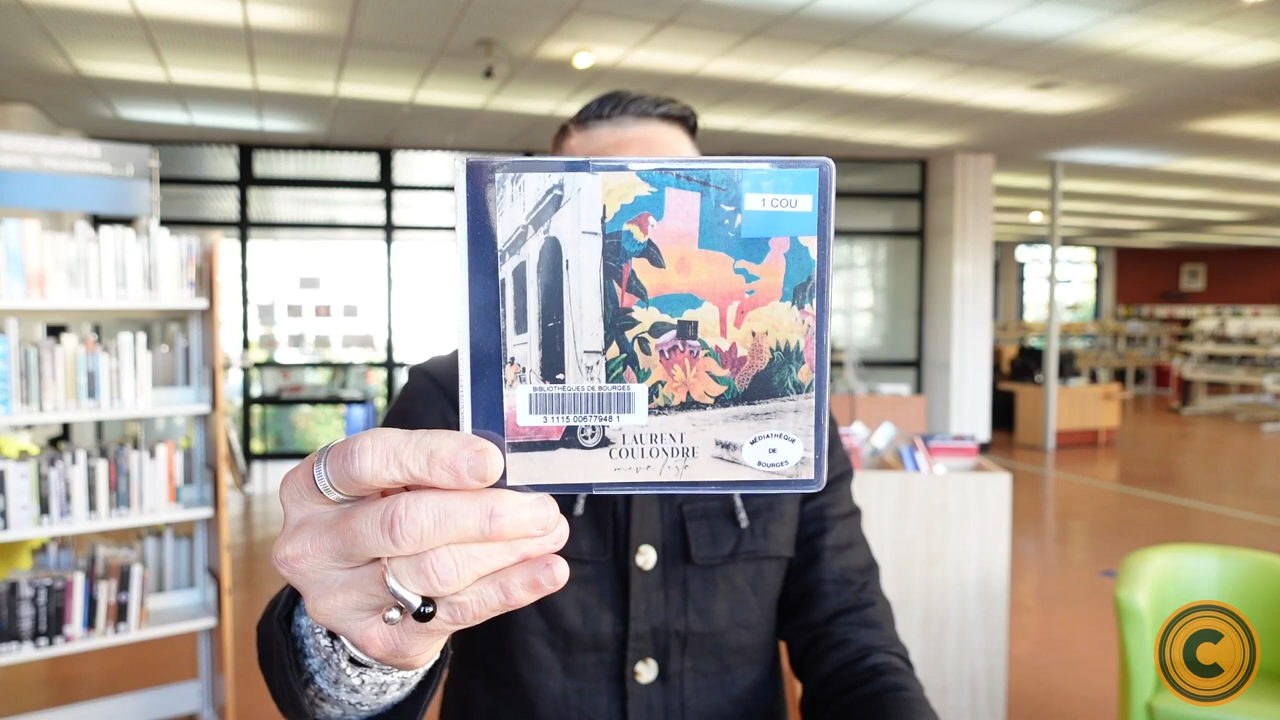 1 COU
BIBLIOTHÈQUES DE BOURGES
3 1115 00677948 1
LAURENT
COULONDRE
MÉDIATHÈQUE
DE
BOURGES
C